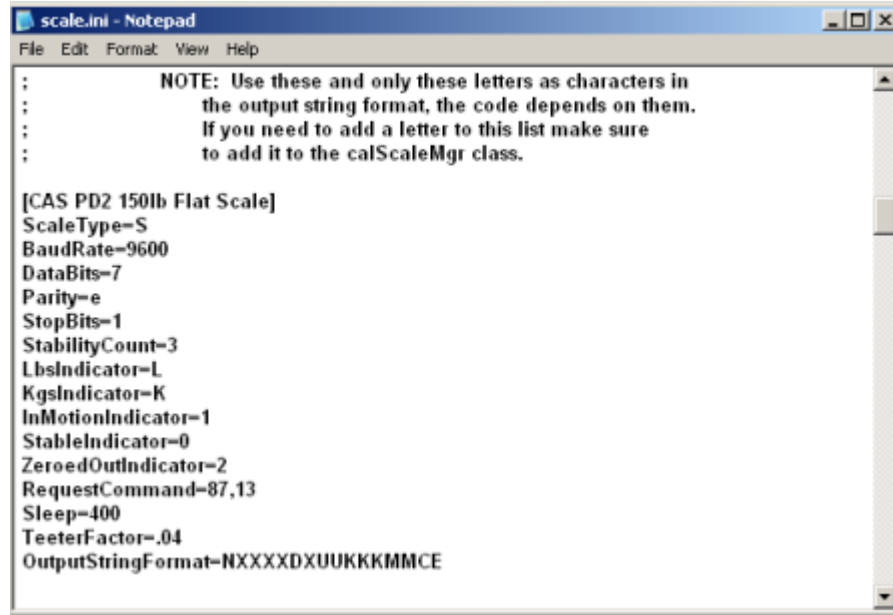 scale.ini - Notepad
File Edit Format View Help
; NOTE: Use these and only these letters as characters in
; the output string format, the code depends on them.
; If you need to add a letter to this list make sure
; to add it to the calScaleMgr class.
[CAS PD2 150lb Flat Scale]
ScaleType=S
BaudRate=9600
DataBits=7
Parity=e
StopBits=1
StabilityCount=3
LbsIndicator=L
KgsIndicator=K
InMotionIndicator=1
StableIndicator=0
ZeroedOutIndicator=2
RequestCommand=87,13
Sleep=400
TeeterFactor=.04
OutputStringFormat=NXXXXDXUUKKKMMCE